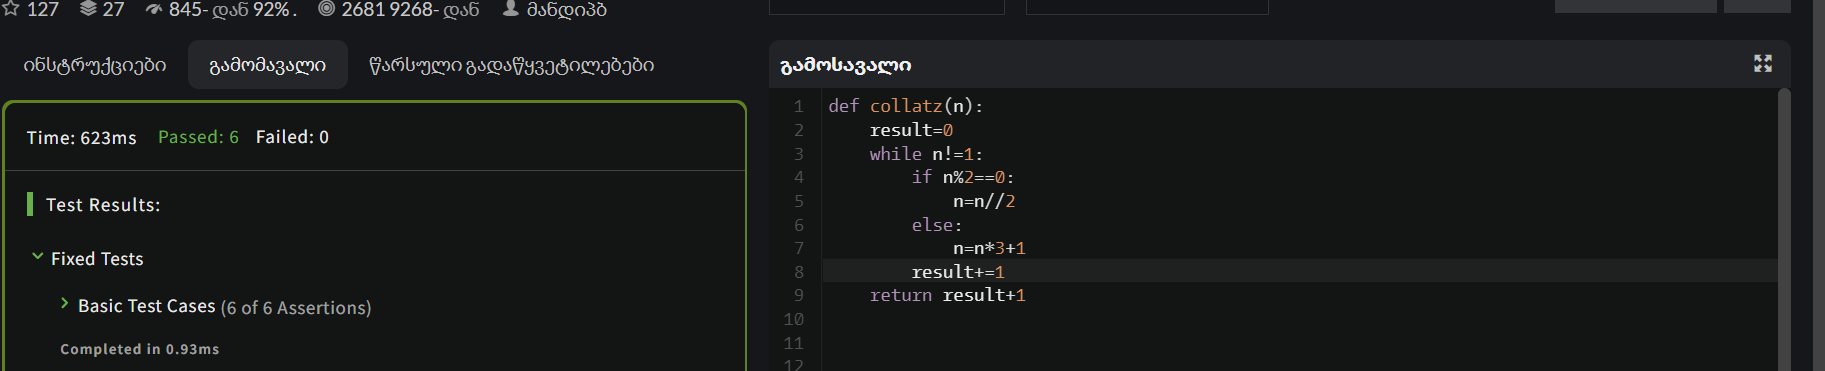 127 27 845- დან 92% . 2681 9268- დან მანდიპბ
ინსტრუქციები გამომავალი წარსული გადაწყვეტილებები
Time: 623ms Passed: 6 Failed: 0
Test Results:
Fixed Tests
Basic Test Cases (6 of 6 Assertions)
Completed in 0.93ms
გამოსავალი
1 def collatz(n):
2 result=0
3 while n!=1:
4 if n%2==0:
5 n=n//2
6 else:
7 n=n*3+1
8 result+=1
9 return result+1
10
11
12